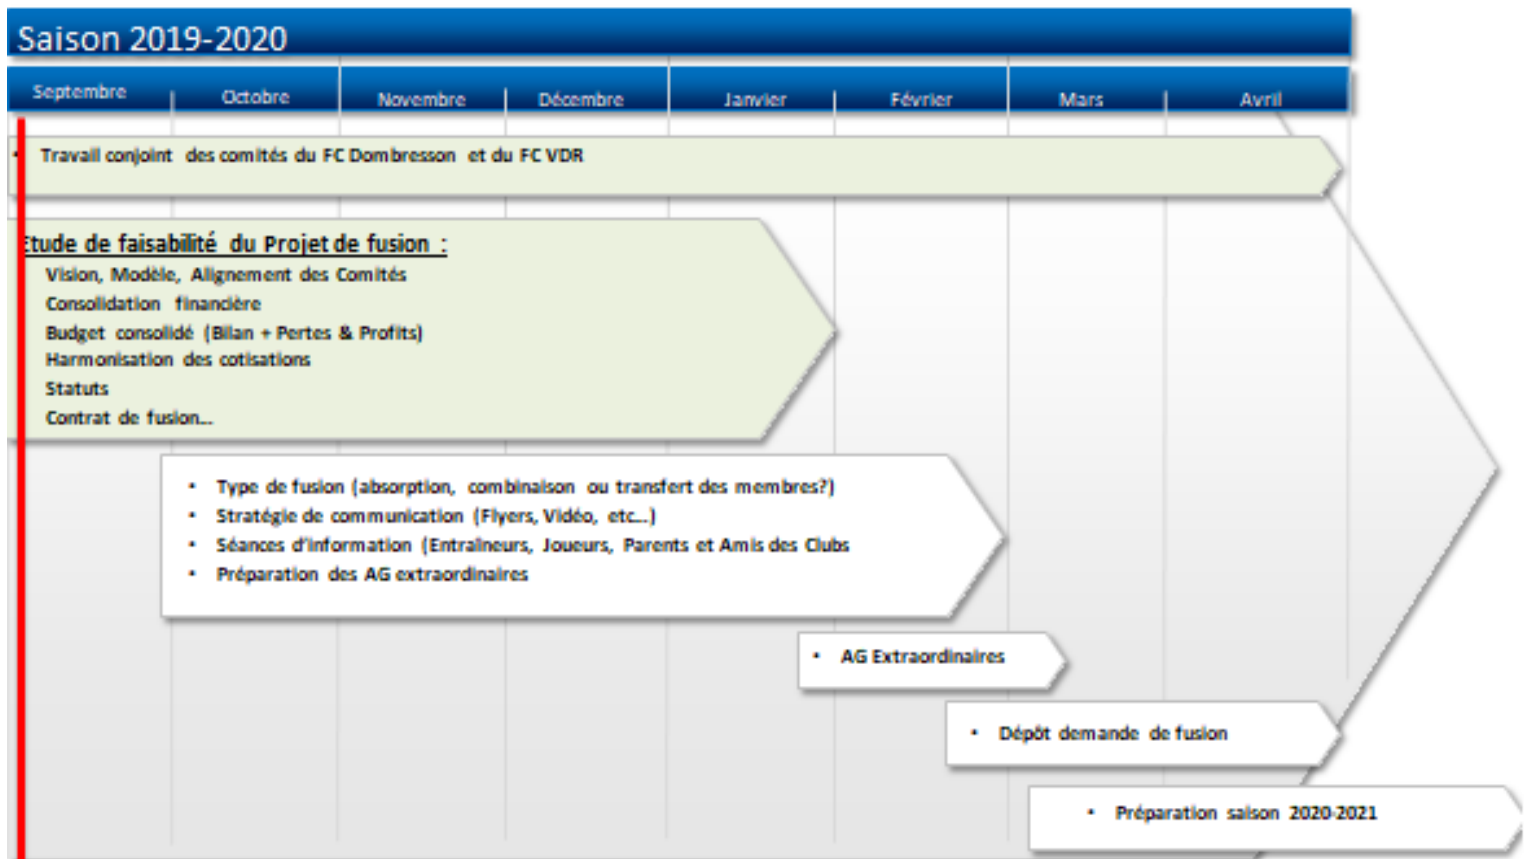 Saison 2019-2020
Septembre Octobre Novembre Décembre Janvier Février Mars Avril
• Travail conjoint des comités du FC Dombresson et du FC VDR
Etude de faisabilité du Projet de fusion :
Vision, Modèle, Alignement des Comités
Consolidation financière
Budget consolidé (Bilan + Pertes & Profits)
Harmonisation des cotisations
Statuts
Contrat de fusion...
• Type de fusion (absorption, combinaison ou transfert des membres?)
• Stratégie de communication (Flyers, Vidéo, etc...)
• Séances d'information (Entraîneurs, Joueurs, Parents et Amis des Clubs
• Préparation des AG extraordinaires
• AG Extraordinaires
• Dépôt demande de fusion
• Préparation saison 2020-2021